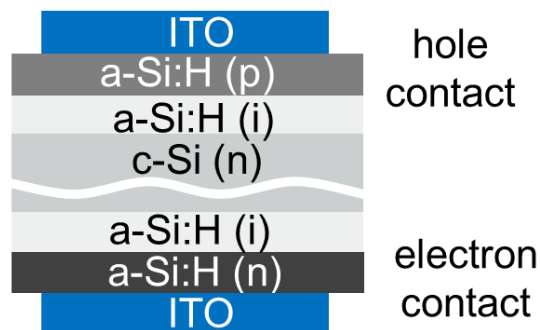 ITO
a-Si:H (p)
a-Si:H (i)
c-Si (n)
a-Si:H (i)
a-Si:H (n)
ITO
hole
contact
electron
contact